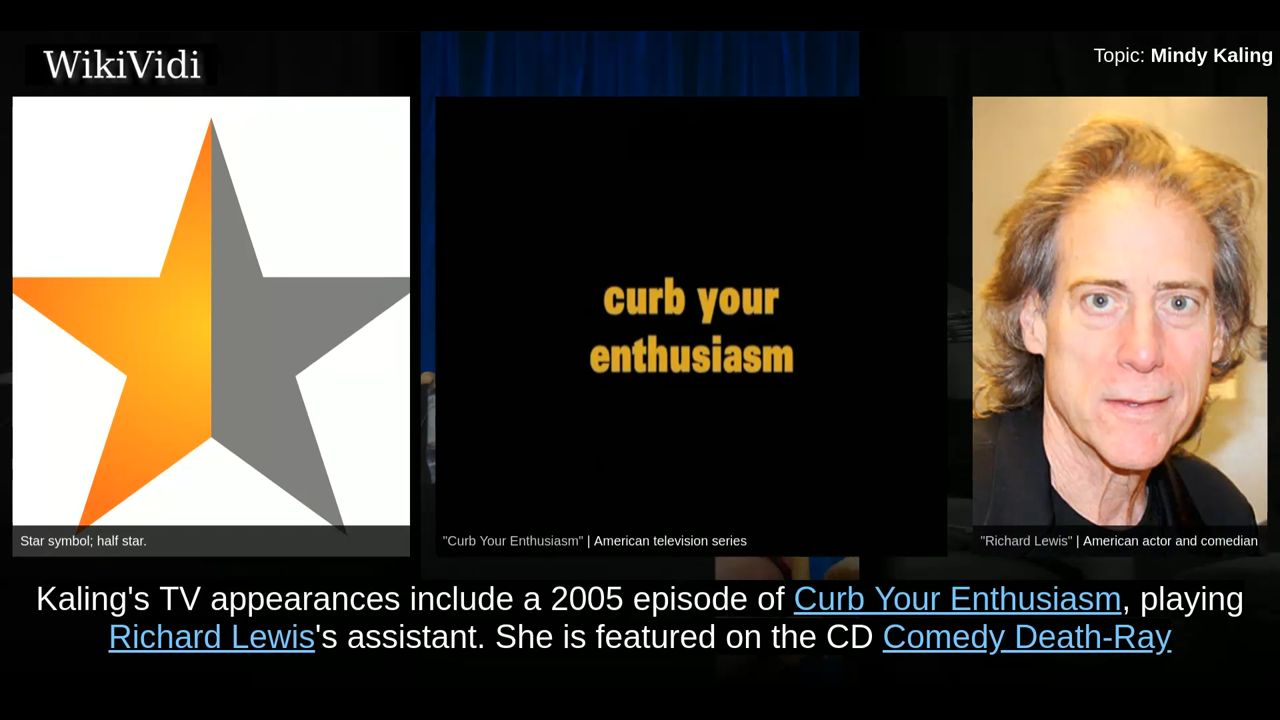 WikiVidi
Topic: Mindy Kaling
curb your
enthusiasm
Star symbol; half star.
"Curb Your Enthusiasm" | American television series
"Richard Lewis" | American actor and comedian
Kaling's TV appearances include a 2005 episode of Curb Your Enthusiasm, playing
Richard Lewis's assistant. She is featured on the CD Comedy Death-Ray